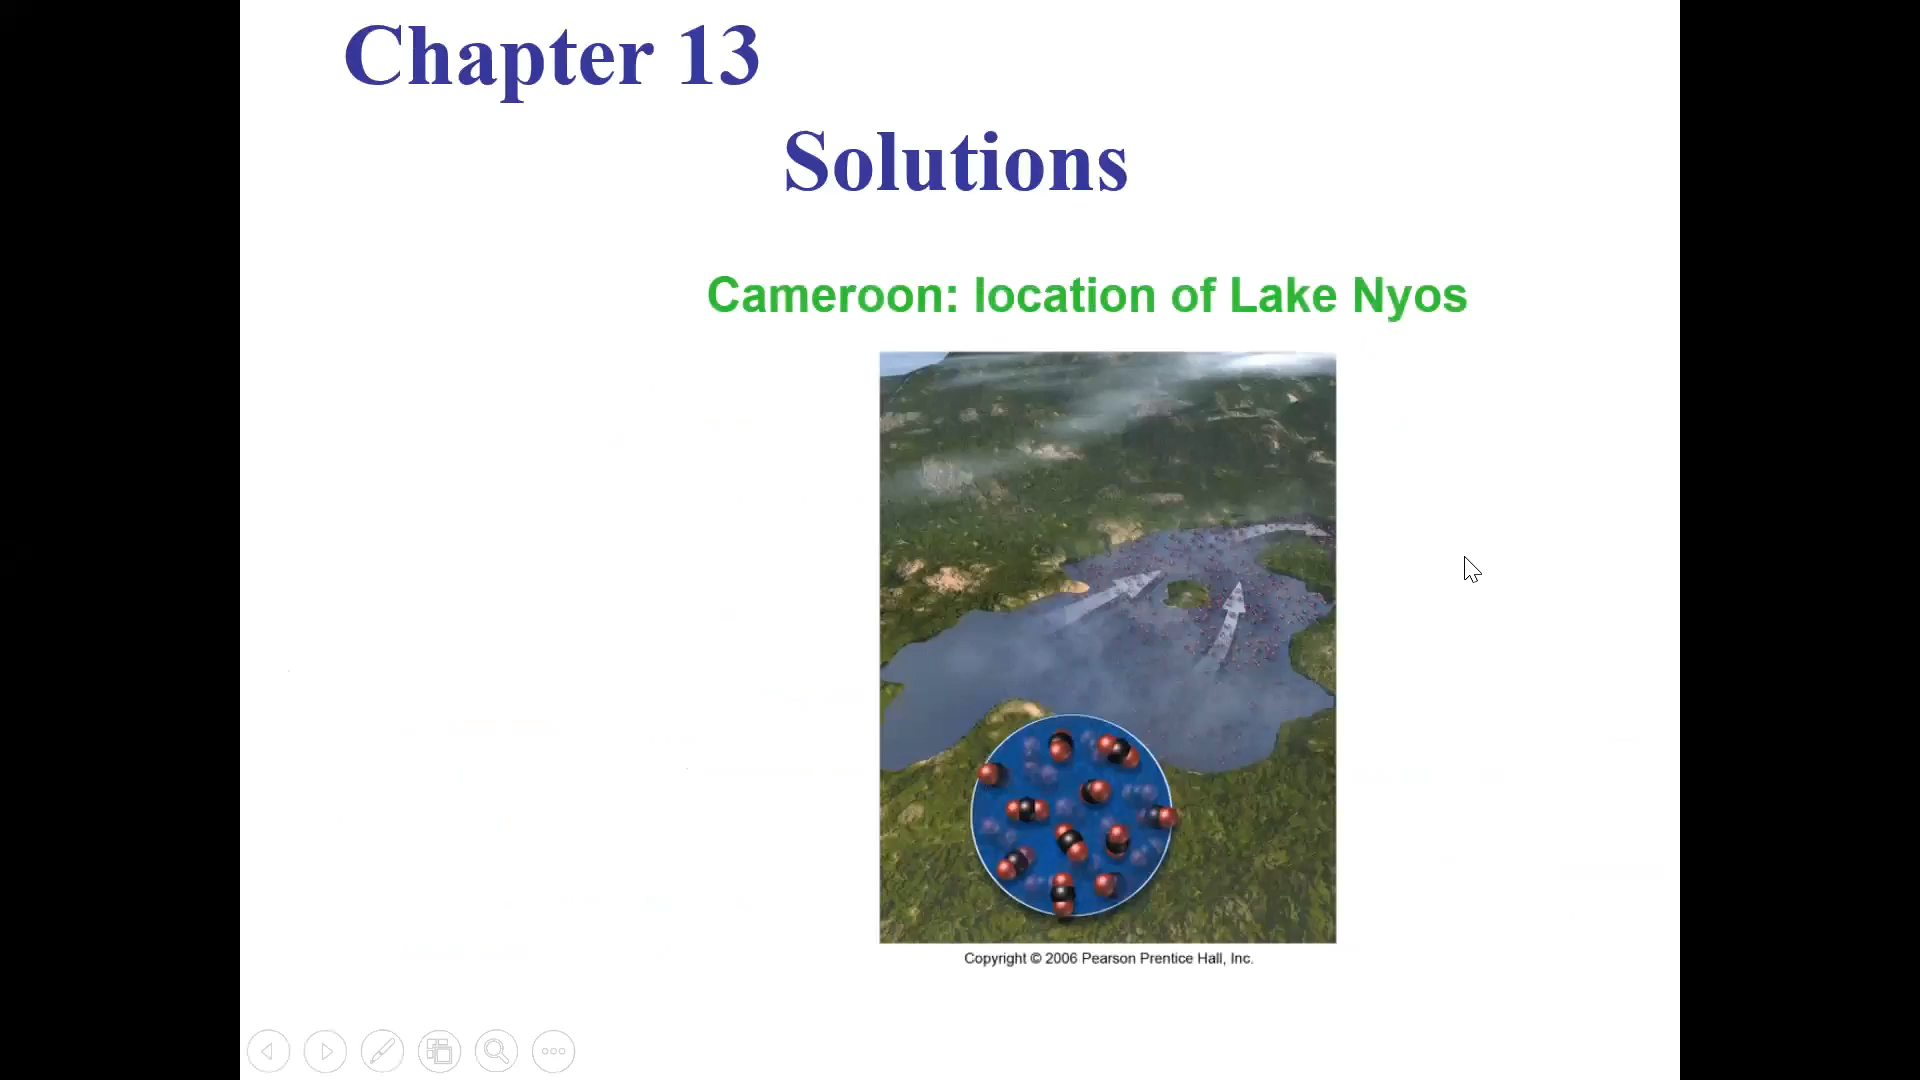 Chapter 13
Solutions
Cameroon: location of Lake Nyos
Copyright © 2006 Pearson Prentice Hall, Inc.